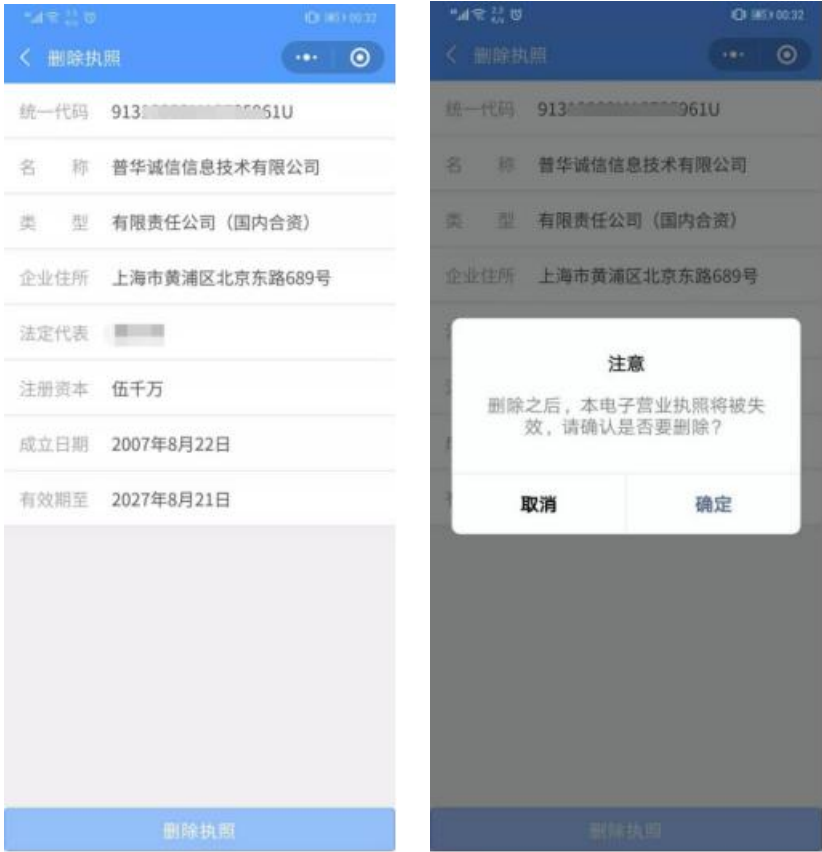 删除执照
统一代码 913
61U
名 称 普华诚信信息技术有限公司
类 型 有限责任公司（国内合资）
企业住所 上海市黄浦区北京东路689号
法定代表
注册资本 伍千万
成立日期 2007年8月22日
有效期至 2027年8月21日
删除执照
00:32
删除执照
统一代码 913
961U
名 称 普华诚信信息技术有限公司
类 型 有限责任公司（国内合资）
企业住所 上海市黄浦区北京东路689号
注意
删除之后，本电子营业执照将被失
效，请确认是否要删除？
取消 确定
删除执照